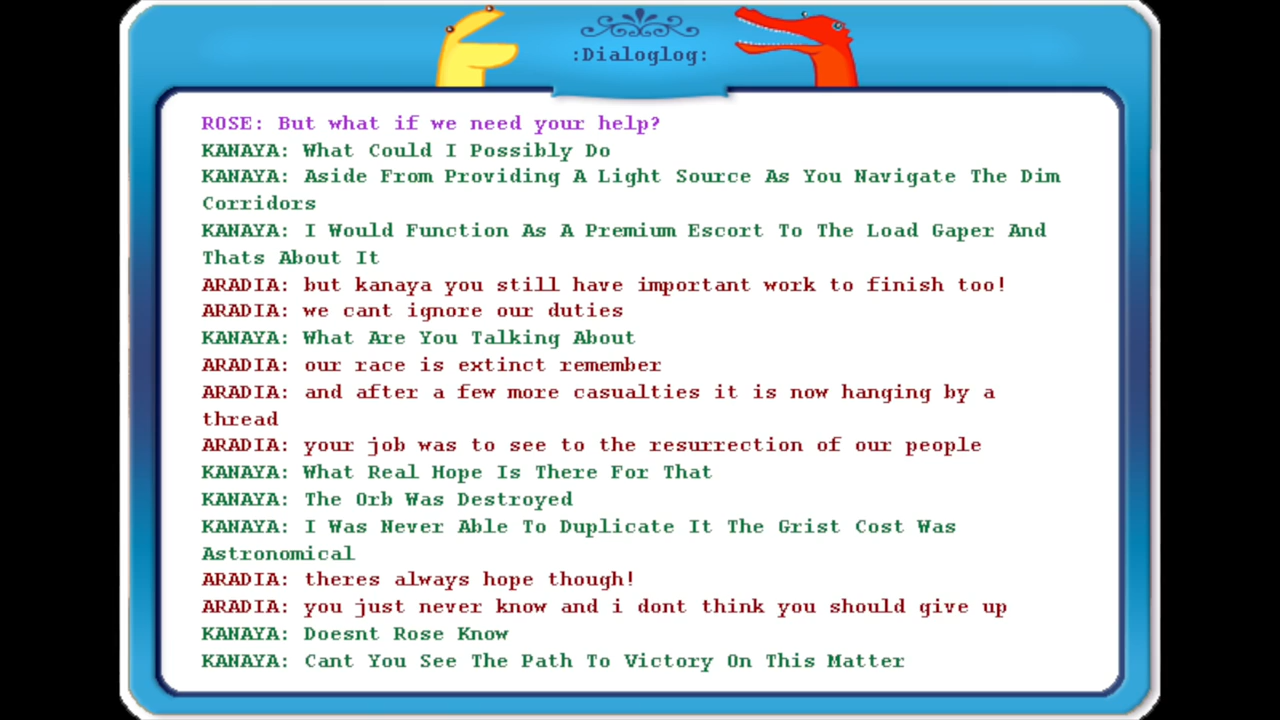 :Dialoglog:
ROSE: But what if we need your help?
KANAYA: What Could I Possibly Do
KANAYA: Aside From Providing A Light Source As You Navigate The Dim
Corridors
KANAYA: I Would Function As A Premium Escort To The Load Gaper And
Thats About It
ARADIA: but kanaya you still have important work to finish too!
ARADIA: we cant ignore our duties
KANAYA: What Are You Talking About
ARADIA: our race is extinct remember
ARADIA: and after a few more casualties it is now hanging by a
thread
ARADIA: your job was to see to the resurrection of our people
KANAYA: What Real Hope Is There For That
KANAYA: The Orb Was Destroyed
KANAYA: I Was Never Able To Duplicate It The Grist Cost Was
Astronomical
ARADIA: theres always hope though!
ARADIA: you just never know and i dont think you should give up
KANAYA: Doesnt Rose Know
KANAYA: Cant You See The Path To Victory On This Matter